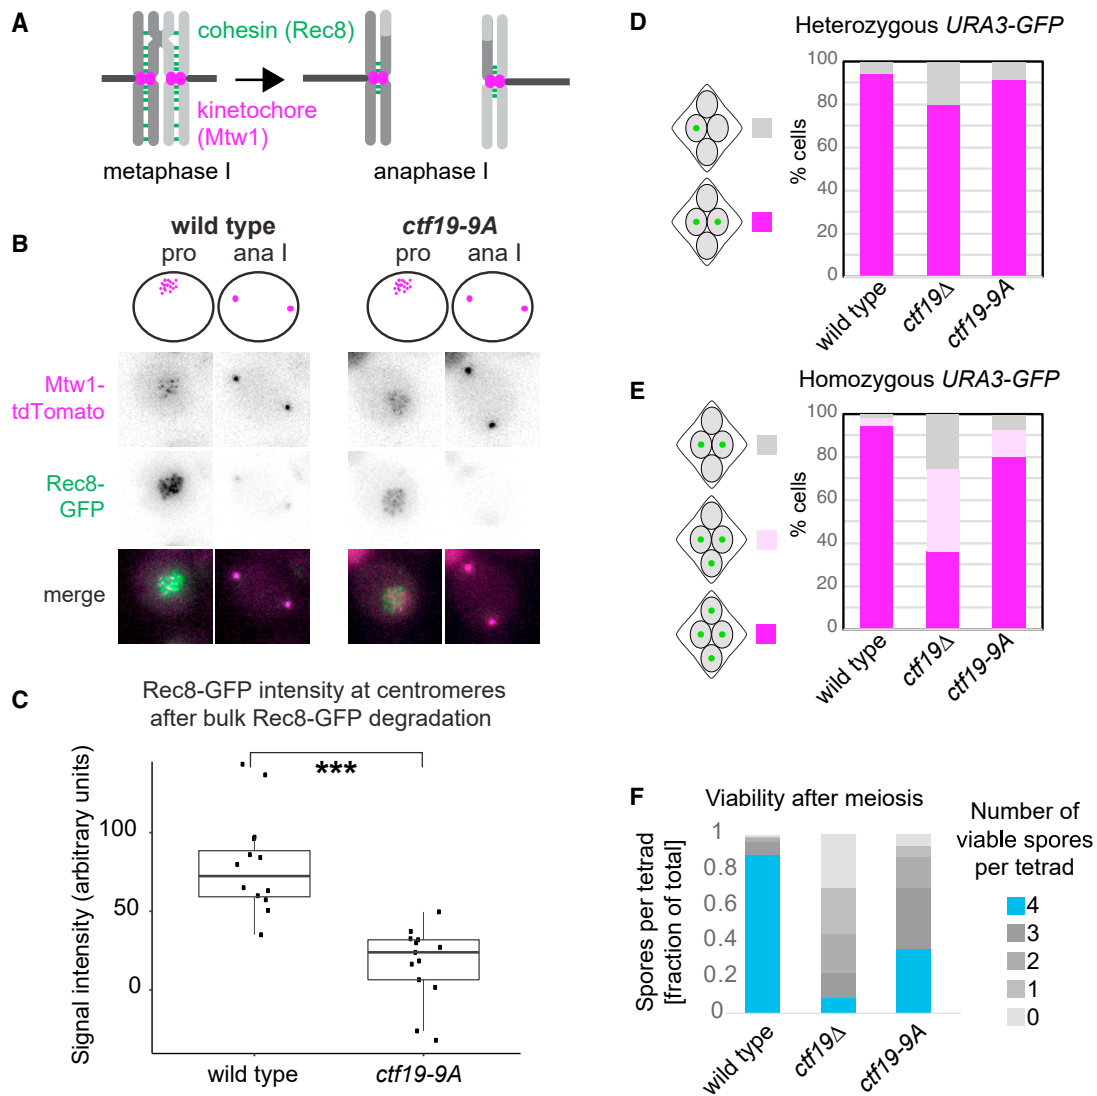 A
cohesin (Rec8)
kinetochore
(Mtw1)
metaphase I
anaphase I
B
wild type
ctf19-9A
pro
ana I
pro
ana I
Mtw1-
tdTomato
Rec8-
GFP
merge
C
Rec8-GFP intensity at centromeres
after bulk Rec8-GFP degradation
Signal intensity (arbitrary units)
100
50
0
***
wild type
ctf19-9A
D
Heterozygous URA3-GFP
% cells
100
80
60
40
20
0
wild type
ctf19Δ
ctf19-9A
E
Homozygous URA3-GFP
% cells
100
80
60
40
20
0
wild type
ctf19Δ
ctf19-9A
F
Viability after meiosis
Spores per tetrad
[fraction of total]
1
0.8
0.6
0.4
0.2
0
wild type
ctf19Δ
ctf19-9A
Number of
viable spores
per tetrad
4
3
2
1
0